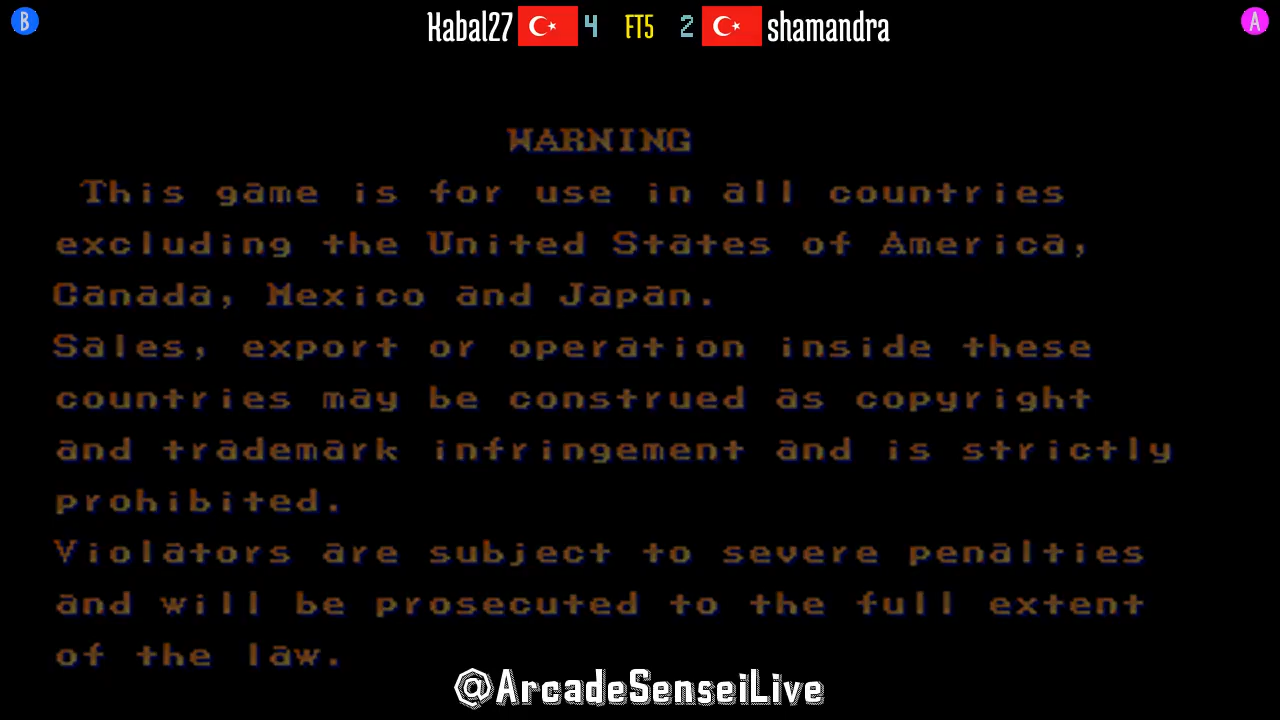 B Kabal27 4 FT5 2 shamandra A
WARNING
This game is for use in all countries
excluding the United States of America,
Canada, Mexico and Japan.
Sales, export or operation inside these
countries may be construed as copyright
and trademark infringement and is strictly
prohibited.
Violators are subject to severe penalties
and will be prosecuted to the full extent
of the law.
@ArcadeSenseiLive